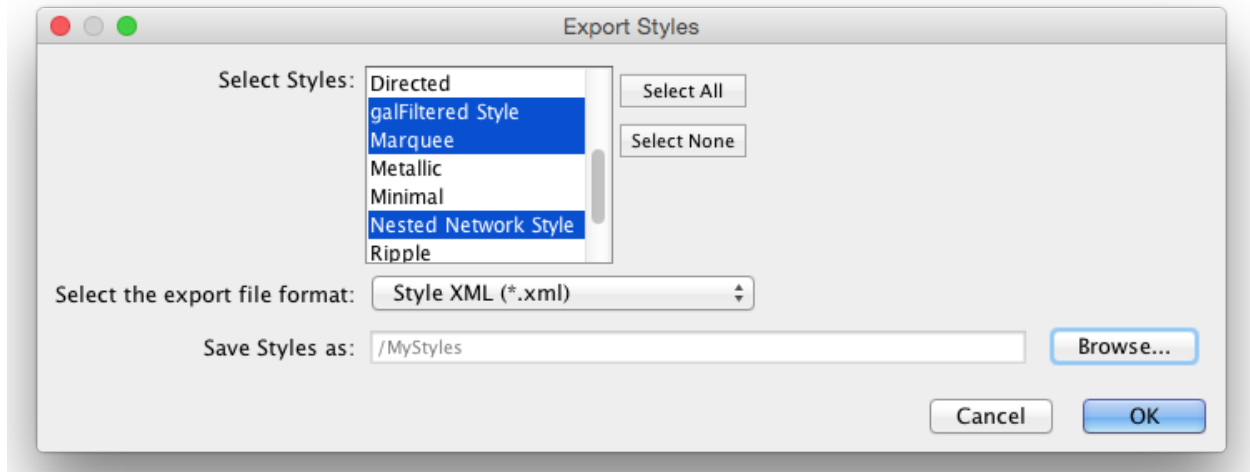 Export Styles
Select Styles:
Directed
galFiltered Style
Marquee
Metallic
Minimal
Nested Network Style
Ripple
Select All
Select None
Select the export file format: Style XML (*.xml)
Save Styles as: /MyStyles Browse...
Cancel OK